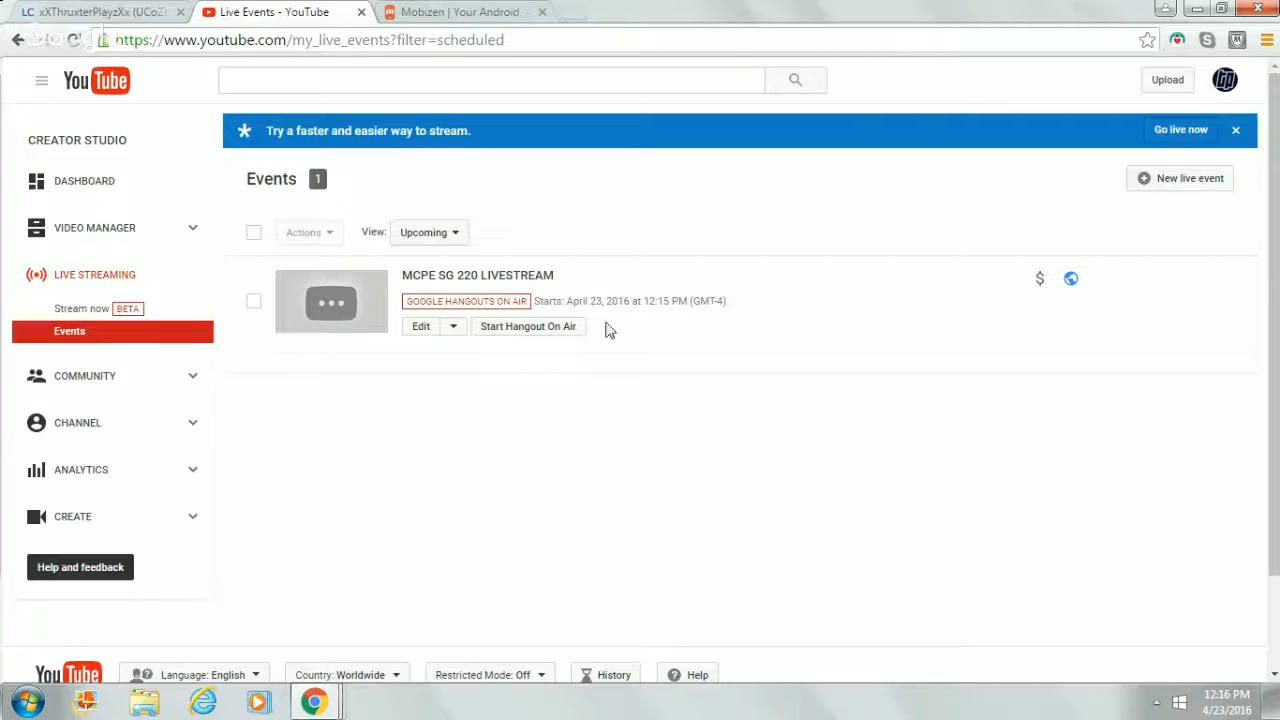 LC xXThruxterPlayzXx (UCoZ
Live Events - YouTube
Mobizen | Your Android
https://www.youtube.com/my_live_events?filter=scheduled
YouTube
Upload
CREATOR STUDIO
Try a faster and easier way to stream.
Go live now
Events 1
New live event
DASHBOARD
VIDEO MANAGER
Actions
View: Upcoming
LIVE STREAMING
MCPE SG 220 LIVESTREAM
GOOGLE HANGOUTS ON AIR Starts: April 23, 2016 at 12:15 PM (GMT-4)
Stream now BETA
Edit Start Hangout On Air
Events
COMMUNITY
CHANNEL
ANALYTICS
CREATE
Help and feedback
YouTube
Language: English
Country: Worldwide
Restricted Mode: Off
History
Help
12:16 PM
4/23/2016